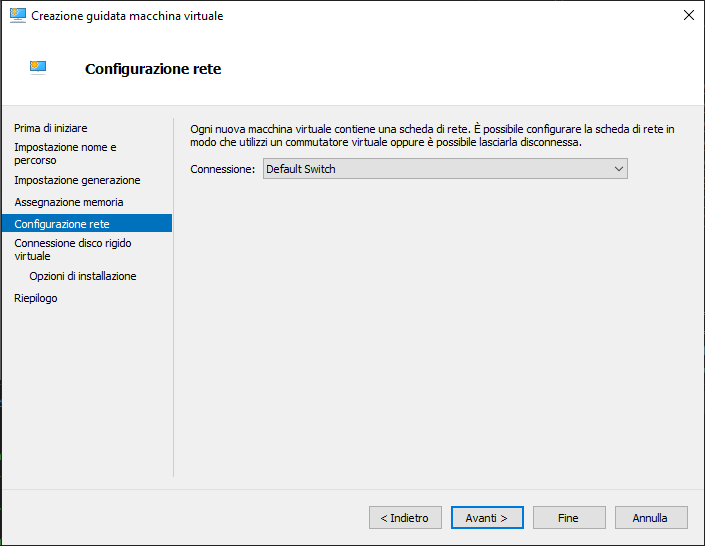 Creazione guidata macchina virtuale
Configurazione rete
Prima di iniziare
Impostazione nome e
percorso
Impostazione generazione
Assegnazione memoria
Configurazione rete
Connessione disco rigido
virtuale
Opzioni di installazione
Riepilogo
Ogni nuova macchina virtuale contiene una scheda di rete. È possibile configurare la scheda di rete in
modo che utilizzi un commutatore virtuale oppure è possibile lasciarla disconnessa.
Connessione: Default Switch
< Indietro Avanti > Fine Annulla